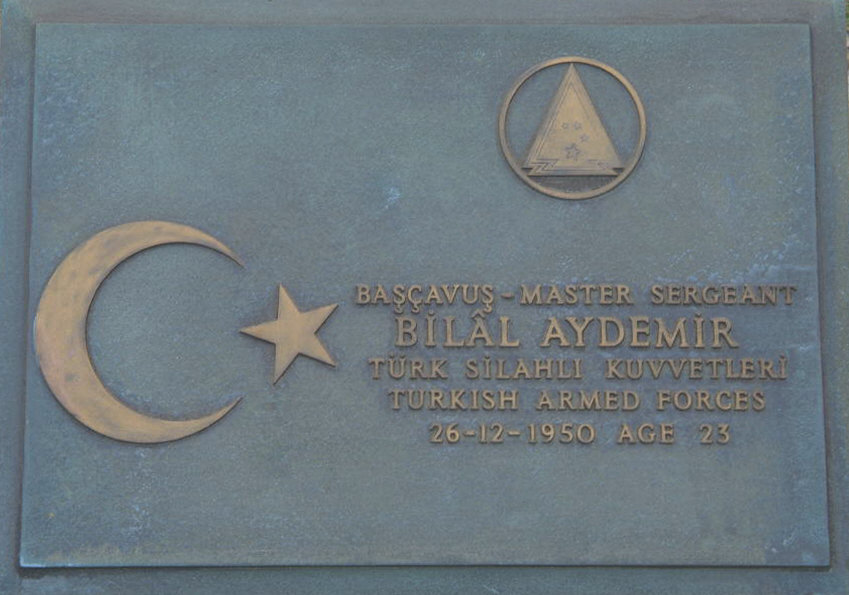 BAŞÇAVUŞ-MASTER SERGEANT
BİLÂL AYDEMİR
TÜRK SİLAHLI KUVVETLERİ
TURKISH ARMED FORCES
26-12-1950 AGE 23